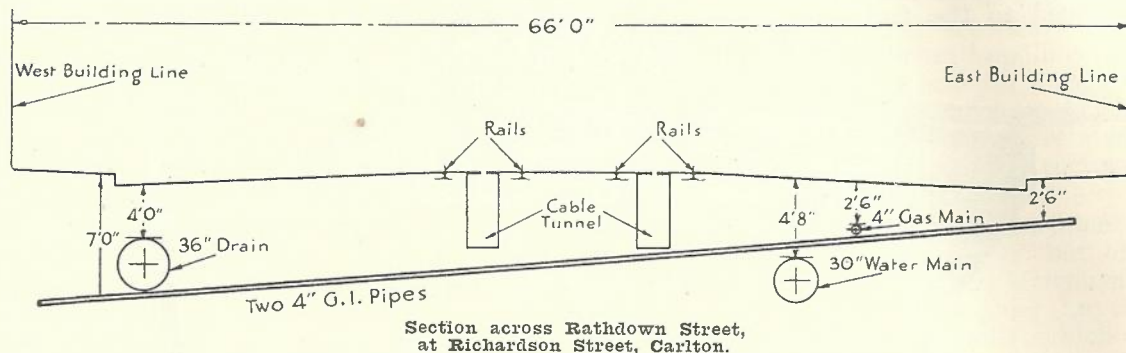 66'0"
West Building Line
East Building Line
Rails
Rails
4'0"
7'0"
36" Drain
Cable
Tunnel
4'8"
2'6"
4" Gas Main
2'6"
30" Water Main
Two 4" G.I. Pipes
Section across Rathdown Street,
at Richardson Street, Carlton.